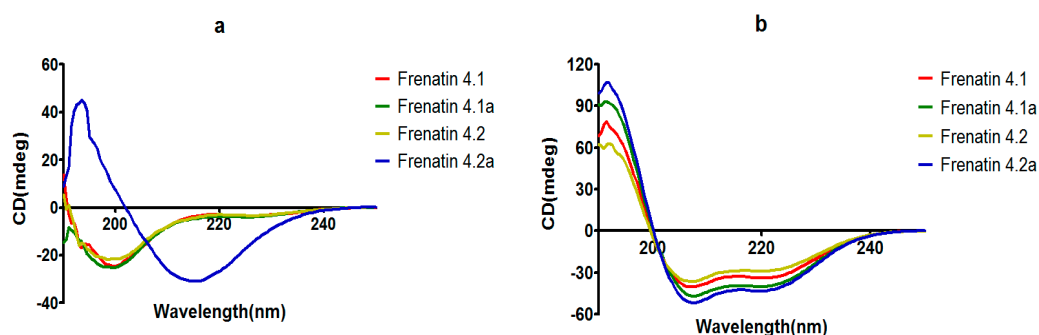 a
60
40
20
0
-20
-40
200
220
240
CD(mdeg)
Wavelength(nm)
Frenatin 4.1
Frenatin 4.1a
Frenatin 4.2
Frenatin 4.2a
b
120
90
60
30
0
-30
-60
200
220
240
CD(mdeg)
Wavelength(nm)
Frenatin 4.1
Frenatin 4.1a
Frenatin 4.2
Frenatin 4.2a